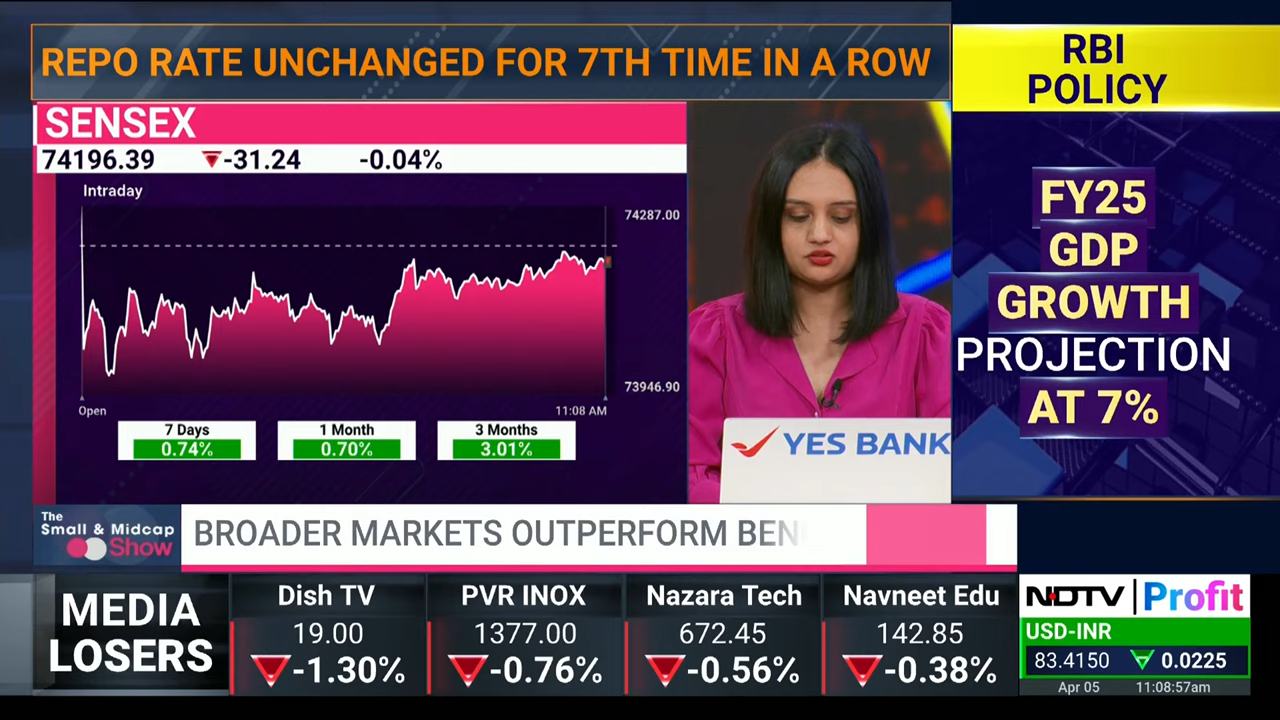 REPO RATE UNCHANGED FOR 7TH TIME IN A ROW
RBI
POLICY
SENSEX
74196.39 ▼-31.24 -0.04%
Intraday
74287.00
73946.90
Open 11:08 AM
7 Days
0.74%
1 Month
0.70%
3 Months
3.01%
YES BANK
FY25
GDP
GROWTH
PROJECTION
AT 7%
The
Small & Midcap
Show
BROADER MARKETS OUTPERFORM BEN
MEDIA
LOSERS
Dish TV
19.00
▼-1.30%
PVR INOX
1377.00
▼-0.76%
Nazara Tech
672.45
▼-0.56%
Navneet Edu
142.85
▼-0.38%
NDTV Profit
USD-INR
83.4150 ▼ 0.0225
Apr 05 11:08:57am